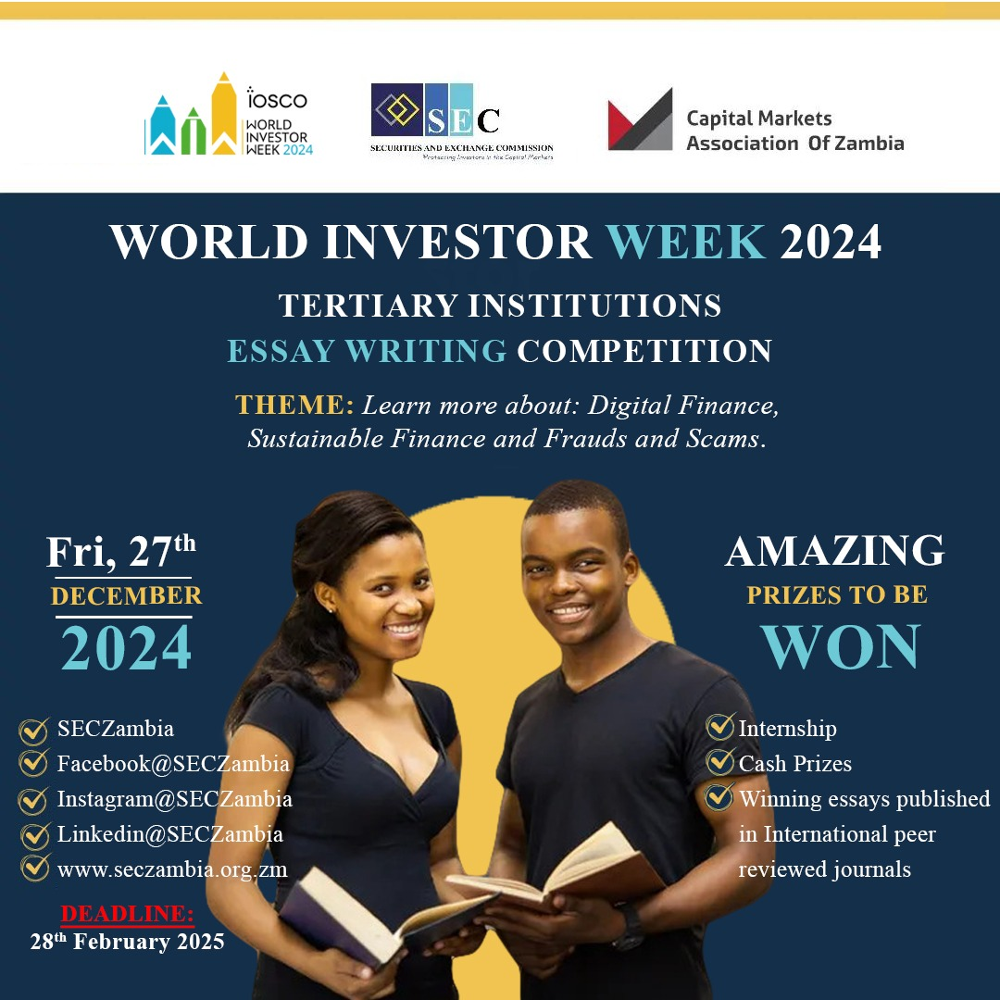 IOSCO
WORLD
INVESTOR
WEEK 2024
SEC
SECURITIES AND EXCHANGE COMMISSION
"Protecting Investors in the Capital Markets
Capital Markets
Association Of Zambia
WORLD INVESTOR WEEK 2024
TERTIARY INSTITUTIONS
ESSAY WRITING COMPETITION
THEME: Learn more about: Digital Finance,
Sustainable Finance and Frauds and Scams.
Fri, 27th
DECEMBER
2024
AMAZING
PRIZES TO BE
WON
SECZambia
Facebook@SECZambia
Instagram@SECZambia
Linkedin@SECZambia
www.seczambia.org.zm
DEADLINE:
28th February 2025
Internship
Cash Prizes
Winning essays published
in International peer
reviewed journals